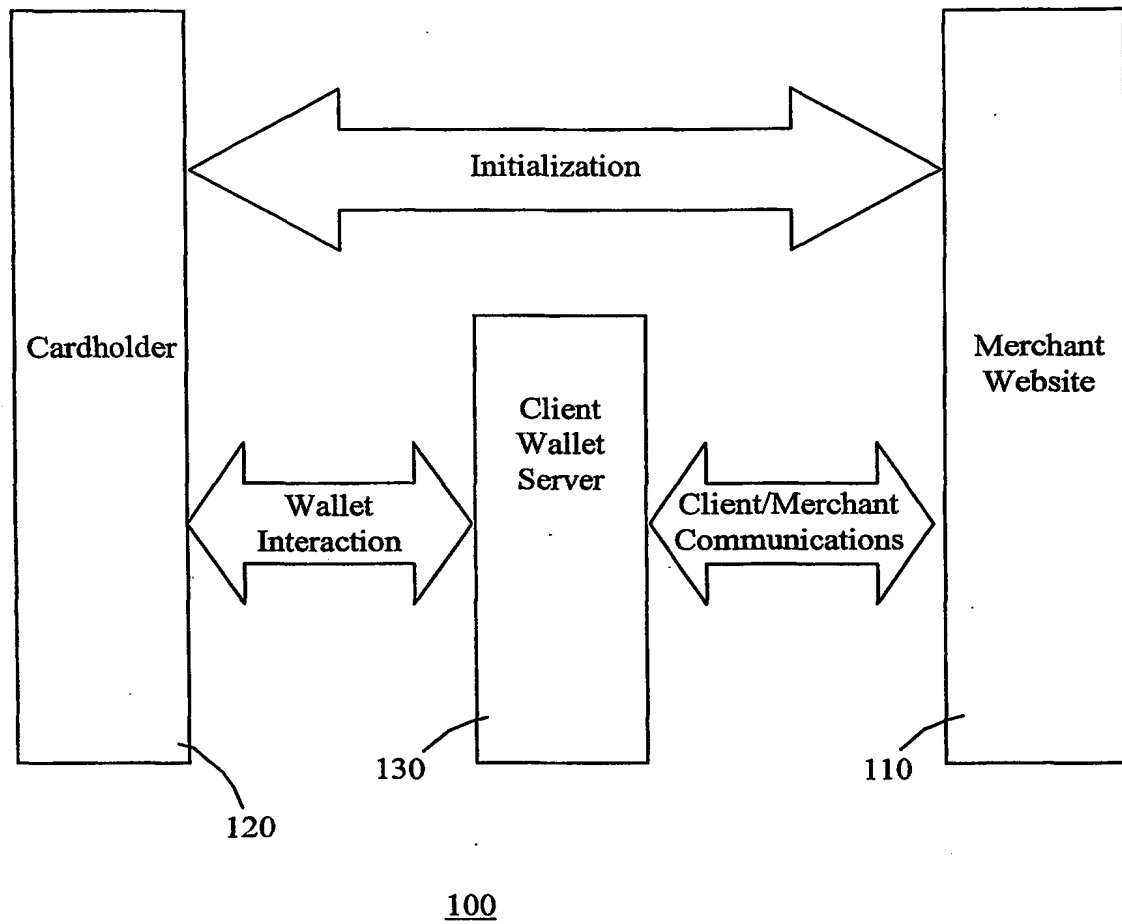 Initialization
Cardholder
Merchant
Website
Client
Wallet
Server
Wallet
Interaction
Client/Merchant
Communications
130
110
120
100